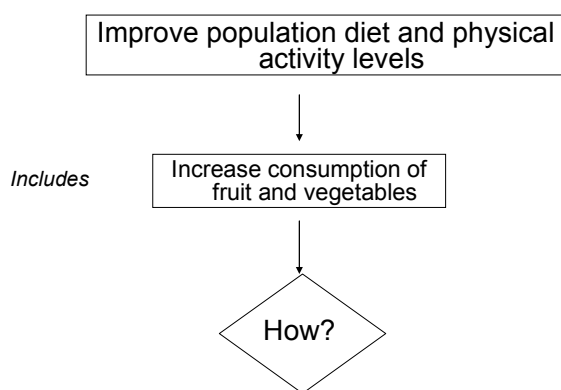 Improve population diet and physical
activity levels
Includes
Increase consumption of
fruit and vegetables
How?